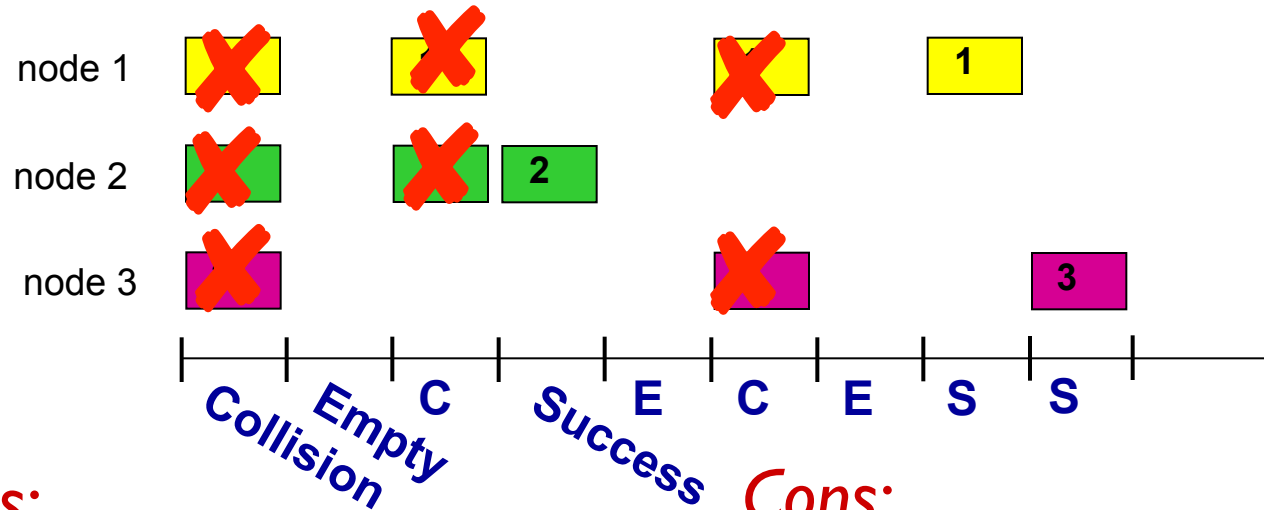 node 1
1
node 2
2
node 3
3
Collision Empty C Success E C E S S
s:
Cons: